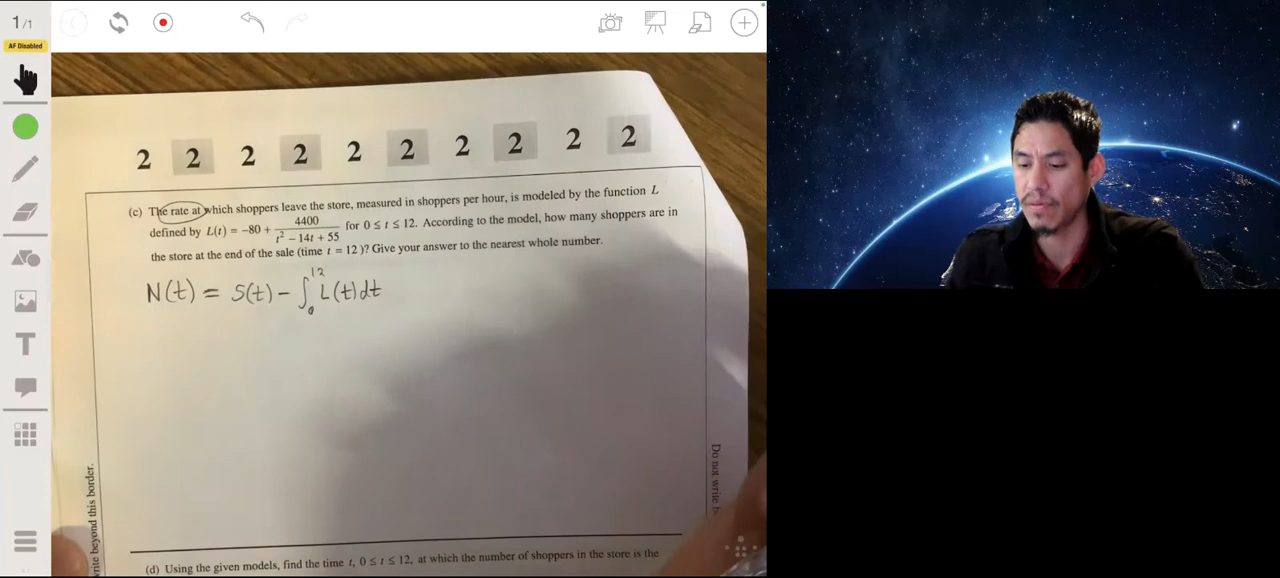 1/1
AF Disabled
T
2 2 2 2 2 2 2 2 2 2
(c) The rate at which shoppers leave the store, measured in shoppers per hour, is modeled by the function L
defined by L(t) = −80 + 4400 / (t² − 14t + 55) for 0 ≤ t ≤ 12. According to the model, how many shoppers are in
the store at the end of the sale (time t = 12)? Give your answer to the nearest whole number.
N(t) = S(t) − ∫₀¹² L(t)dt
Do not write b
rite beyond this border.
(d) Using the given models, find the time t, 0 ≤ t ≤ 12, at which the number of shoppers in the store is the